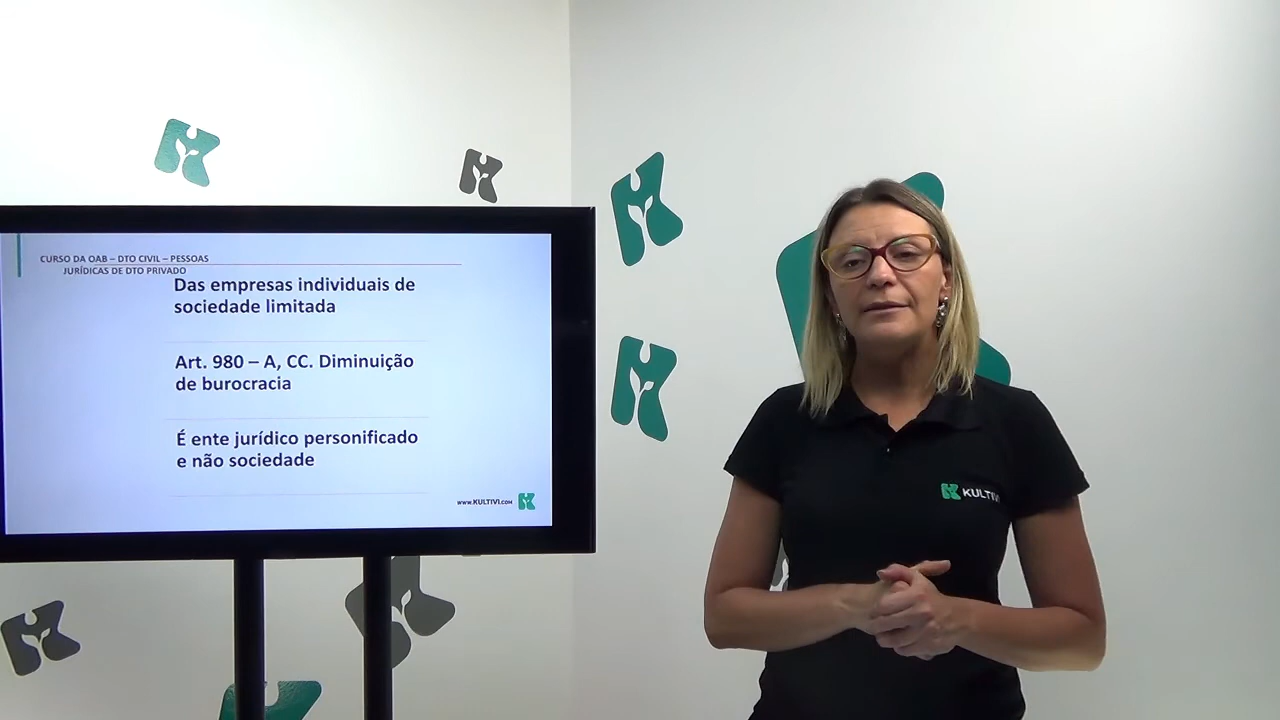 CURSO DA OAB – DTO CIVIL – PESSOAS
JURÍDICAS DE DTO PRIVADO
Das empresas individuais de
sociedade limitada
Art. 980 – A, CC. Diminuição
de burocracia
É ente jurídico personificado
e não sociedade
www.KULTIVI.com
KULTIVI